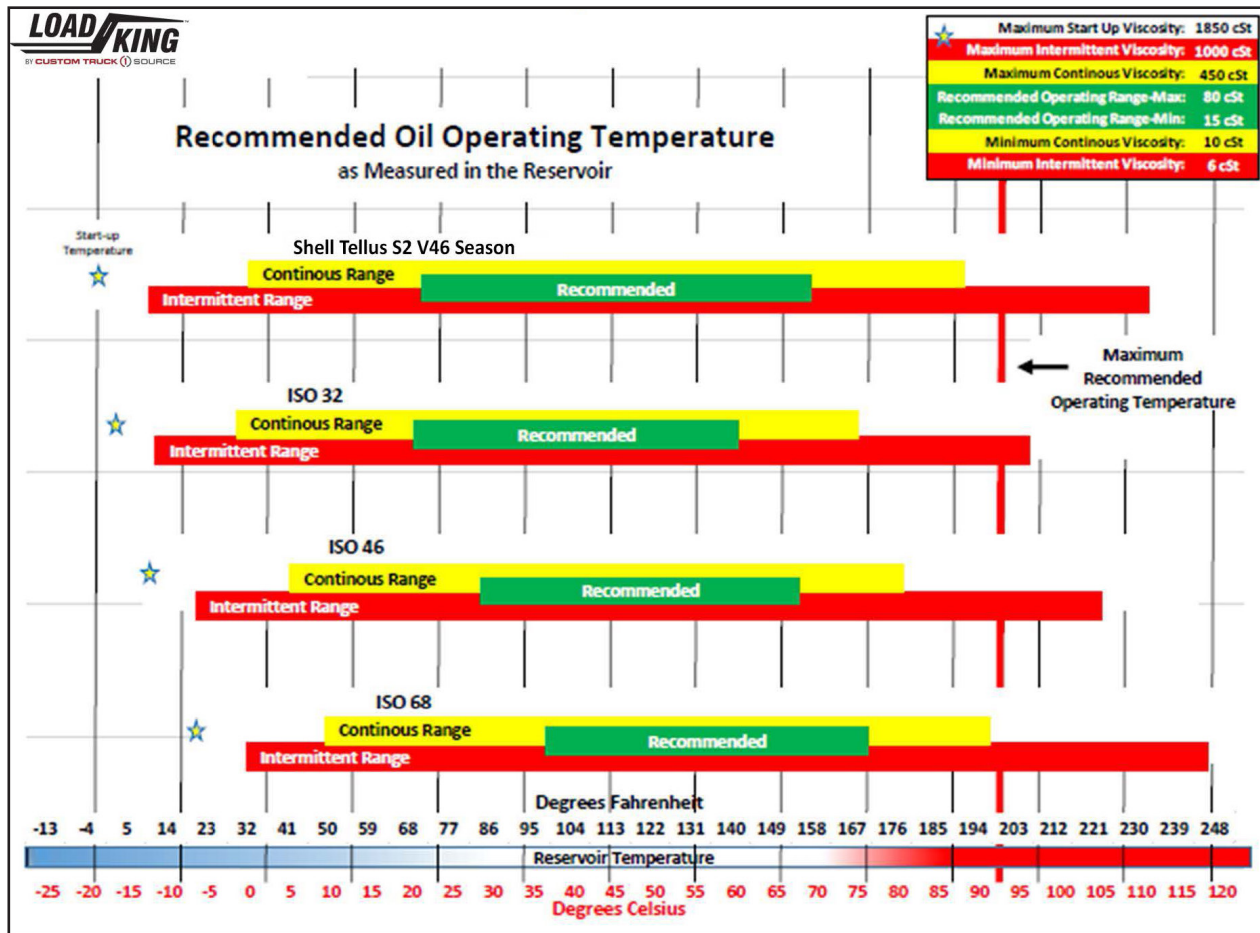 LOAD KING
BY CUSTOM TRUCK ONE SOURCE
Maximum Start Up Viscosity: 1850 cSt
Maximum Intermittent Viscosity: 1000 cSt
Maximum Continous Viscosity: 450 cSt
Recommended Operating Range-Max: 80 cSt
Recommended Operating Range-Min: 15 cSt
Minimum Continous Viscosity: 10 cSt
Minimum Intermittent Viscosity: 6 cSt
Recommended Oil Operating Temperature
as Measured in the Reservoir
Start-up
Temperature
Shell Tellus S2 V46 Season
Continous Range
Recommended
Intermittent Range
Maximum
Recommended
Operating Temperature
ISO 32
Continous Range
Recommended
Intermittent Range
ISO 46
Continous Range
Recommended
Intermittent Range
ISO 68
Continous Range
Recommended
Intermittent Range
Degrees Fahrenheit
-13 -4 5 14 23 32 41 50 59 68 77 86 95 104 113 122 131 140 149 158 167 176 185 194 203 212 221 230 239 248
Reservoir Temperature
-25 -20 -15 -10 -5 0 5 10 15 20 25 30 35 40 45 50 55 60 65 70 75 80 85 90 95 100 105 110 115 120
Degrees Celsius